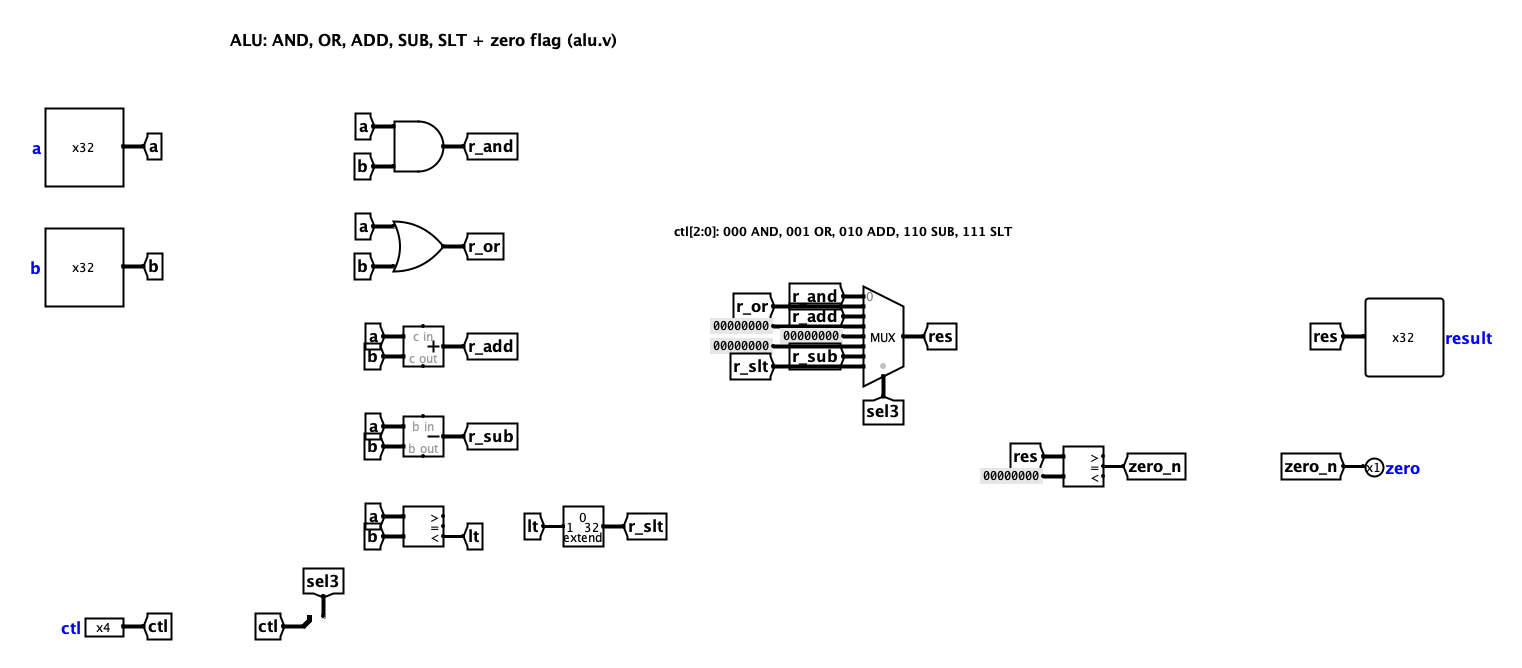 ALU: AND, OR, ADD, SUB, SLT + zero flag (alu.v)
a x32 a
b x32 b
a
b
r_and
a
b
r_or
a
b
c in
+
c out
r_add
a
b
b in
−
b out
r_sub
a
b
>
=
<
lt
lt
0
1 32
extend
r_slt
sel3
ctl x4 ctl
ctl
ctl[2:0]: 000 AND, 001 OR, 010 ADD, 110 SUB, 111 SLT
r_and
0
r_or
r_add
00000000
00000000
00000000
r_sub
r_slt
MUX
res
sel3
res
00000000
>
=
<
zero_n
res x32 result
zero_n x1 zero